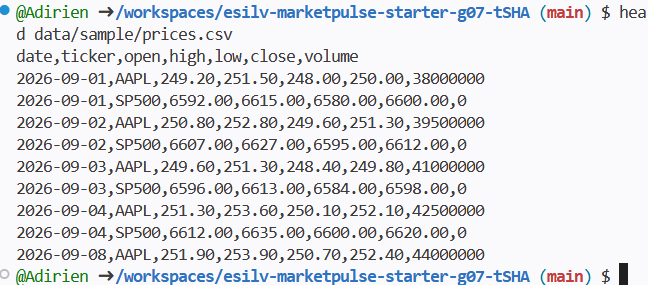 @Adirien ➜/workspaces/esilv-marketpulse-starter-g07-tSHA (main) $ hea
d data/sample/prices.csv
date,ticker,open,high,low,close,volume
2026-09-01,AAPL,249.20,251.50,248.00,250.00,38000000
2026-09-01,SP500,6592.00,6615.00,6580.00,6600.00,0
2026-09-02,AAPL,250.80,252.80,249.60,251.30,39500000
2026-09-02,SP500,6607.00,6627.00,6595.00,6612.00,0
2026-09-03,AAPL,249.60,251.30,248.40,249.80,41000000
2026-09-03,SP500,6596.00,6613.00,6584.00,6598.00,0
2026-09-04,AAPL,251.30,253.60,250.10,252.10,42500000
2026-09-04,SP500,6612.00,6635.00,6600.00,6620.00,0
2026-09-08,AAPL,251.90,253.90,250.70,252.40,44000000
@Adirien ➜/workspaces/esilv-marketpulse-starter-g07-tSHA (main) $